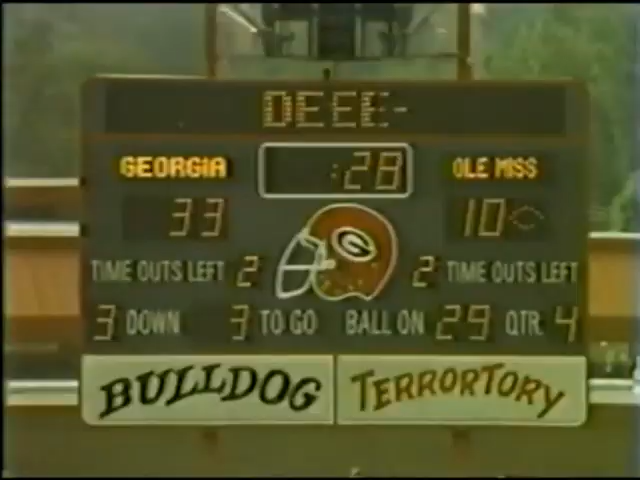 DEEE-
GEORGIA :28 OLE MISS
33 10
G
TIME OUTS LEFT 2 2 TIME OUTS LEFT
3 DOWN 3 TO GO BALL ON 29 QTR. 4
BULLDOG TERRORTORY